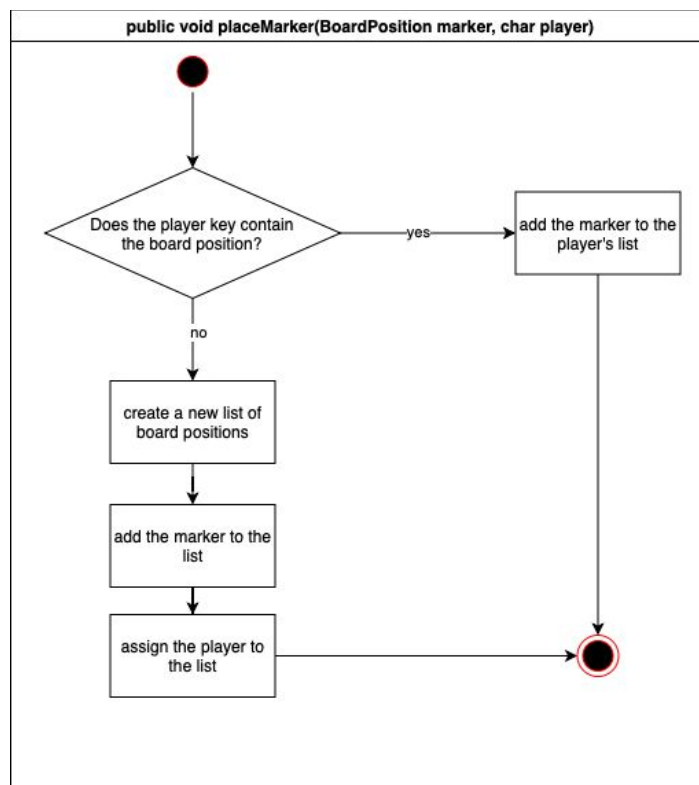 public void placeMarker(BoardPosition marker, char player)
Does the player key contain
the board position?
yes
add the marker to the
player's list
no
create a new list of
board positions
add the marker to the
list
assign the player to
the list